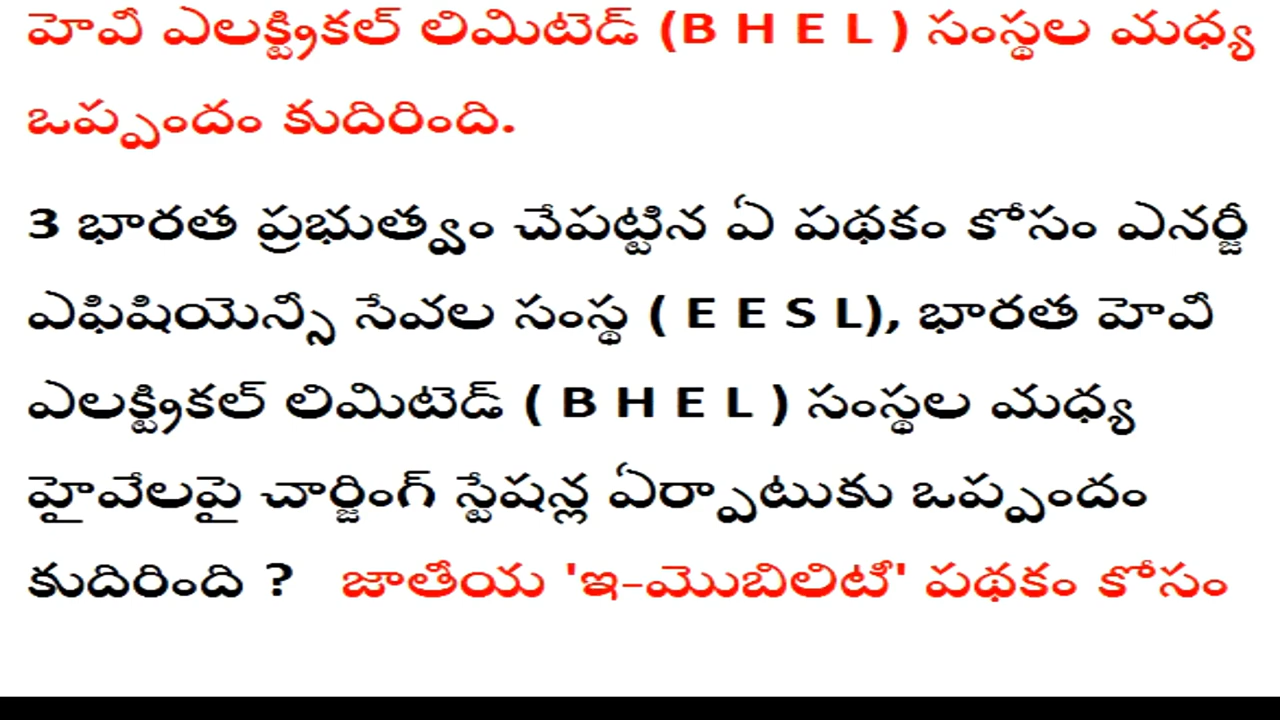 హెవీ ఎలక్ట్రికల్ లిమిటెడ్ (B H E L ) సంస్థల మధ్య
ఒప్పందం కుదిరింది.
3 భారత ప్రభుత్వం చేపట్టిన ఏ పథకం కోసం ఎనర్జీ
ఎఫిషియెన్సీ సేవల సంస్థ ( E E S L), భారత హెవీ
ఎలక్ట్రికల్ లిమిటెడ్ ( B H E L ) సంస్థల మధ్య
హైవేలపై చార్జింగ్ స్టేషన్ల ఏర్పాటుకు ఒప్పందం
కుదిరింది ? జాతీయ 'ఇ-మొబిలిటీ' పథకం కోసం